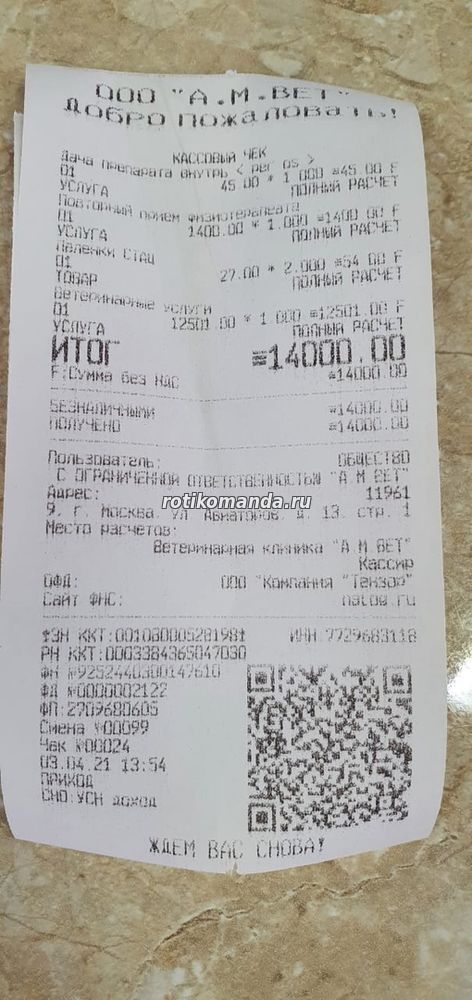 ООО "А.М.ВЕТ"
ДОБРО ПОЖАЛОВАТЬ!
КАССОВЫЙ ЧЕК
Дача препарата внутрь < per os >
01 45.00 * 1.000 =45.00 F
УСЛУГА ПОЛНЫЙ РАСЧЕТ
Повторный прием физиотерапевта
01 1400.00 * 1.000 =1400.00 F
УСЛУГА ПОЛНЫЙ РАСЧЕТ
Пеленки СТАЦ
01 27.00 * 2.000 =54.00 F
ТОВАР ПОЛНЫЙ РАСЧЕТ
Ветеринарные услуги
01 12501.00 * 1.000 =12501.00 F
УСЛУГА ПОЛНЫЙ РАСЧЕТ
ИТОГ =14000.00
F:Сумма без НДС =14000.00
БЕЗНАЛИЧНЫМИ =14000.00
ПОЛУЧЕНО =14000.00
Пользователь: ОБЩЕСТВО
С ОГРАНИЧЕННОЙ ОТВЕТСТВЕННОСТЬЮ "А.М.ВЕТ"
Адрес: 11961
9, г. Москва, ул. Авиаторов, д. 13, стр. 1
rotikomanda.ru
Место расчетов:
Ветеринарная клиника "А.М.ВЕТ"
Кассир
ОФД: ООО "Компания "Тензор"
Сайт ФНС: nalog.ru
ЗН ККТ:00106000528198 ИНН:7729683118
РН ККТ:0003384365047030
ФН №9252440300147610
ФД №0000002122
ФП:2709680605
Смена №00099
Чек №00024
03.04.21 13:54
ПРИХОД
СНО:УСН доход
ЖДЕМ ВАС СНОВА!